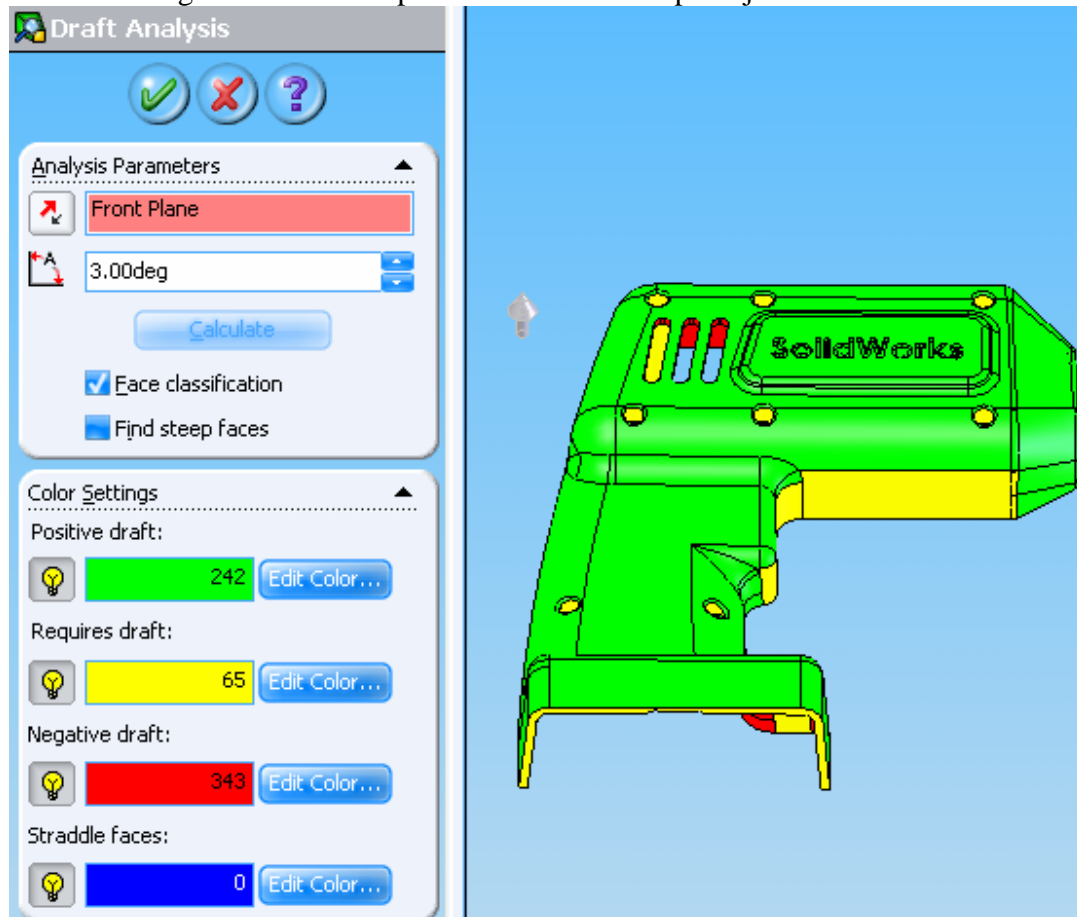 Draft Analysis
?
Analysis Parameters
Front Plane
A
3.00deg
Calculate
Face classification
Find steep faces
SolidWorks
Color Settings
Positive draft:
242 Edit Color...
Requires draft:
65 Edit Color...
Negative draft:
343 Edit Color...
Straddle faces:
0 Edit Color...